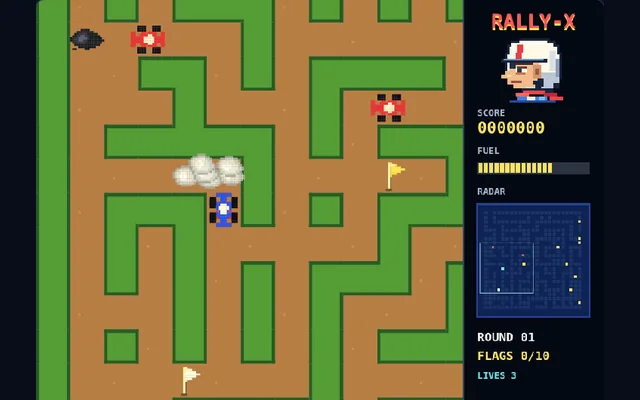 RALLY-X
SCORE
0000000
FUEL
RADAR
ROUND 01
FLAGS 0/10
LIVES 3